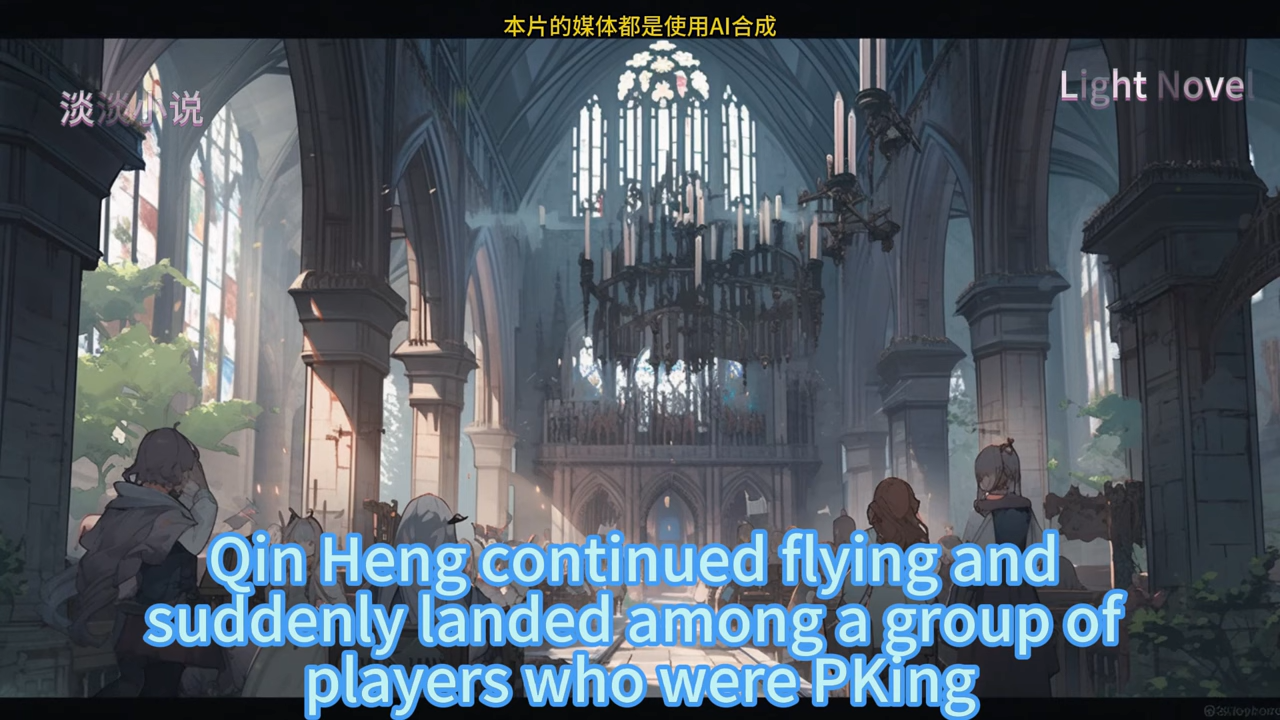 本片的媒体都是使用AI合成
淡淡小说
Light Novel
Qin Heng continued flying and
suddenly landed among a group of
players who were PKing